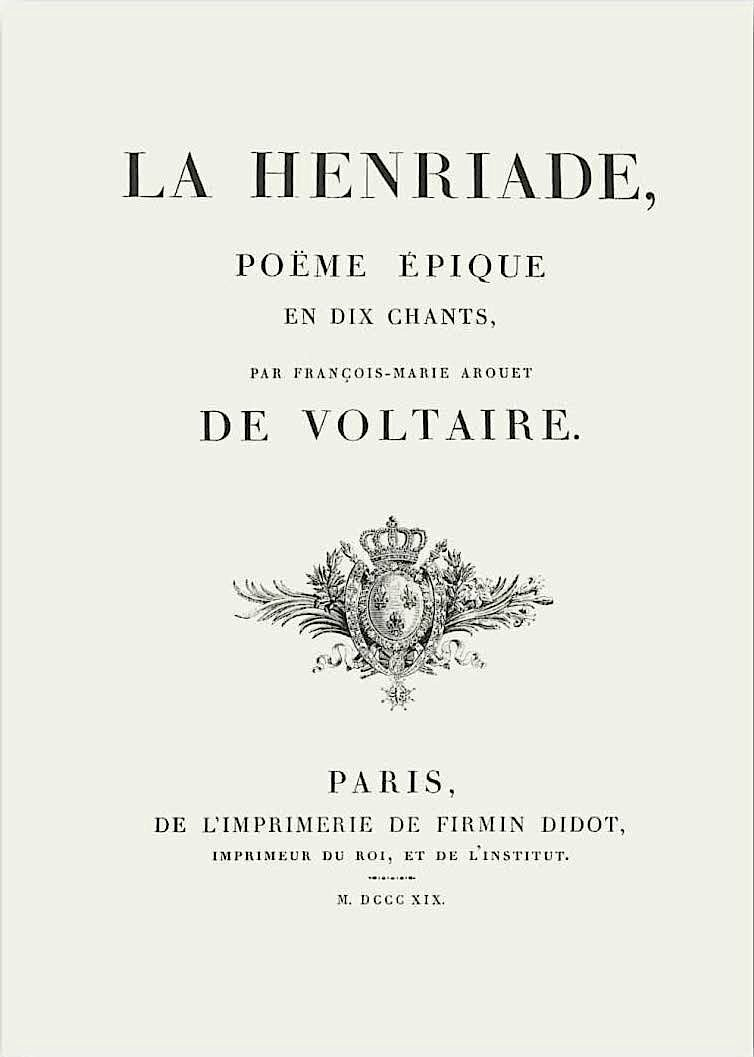 LA HENRIADE,
POËME ÉPIQUE
EN DIX CHANTS,
PAR FRANÇOIS-MARIE AROUET
DE VOLTAIRE.
PARIS,
DE L'IMPRIMERIE DE FIRMIN DIDOT,
IMPRIMEUR DU ROI, ET DE L'INSTITUT.
M. DCCC XIX.